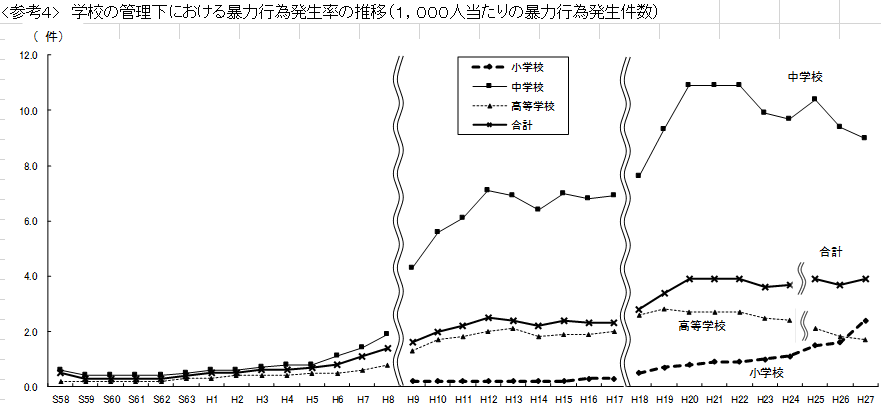 <参考4> 学校の管理下における暴力行為発生率の推移(1,000人当たりの暴力行為発生件数)
(件)
12.0
10.0
8.0
6.0
4.0
2.0
0.0
小学校
中学校
高等学校
合計
中学校
合計
高等学校
小学校
S58 S59 S60 S61 S62 S63 H1 H2 H3 H4 H5 H6 H7 H8 H9 H10 H11 H12 H13 H14 H15 H16 H17 H18 H19 H20 H21 H22 H23 H24 H25 H26 H27